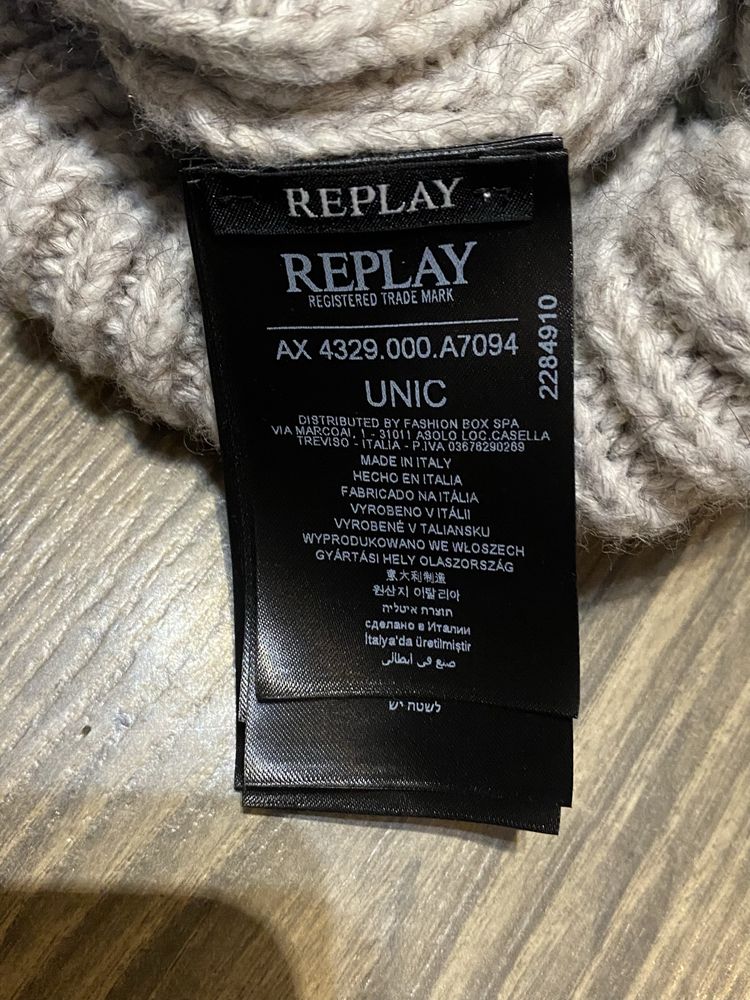 REPLAY
REPLAY
REGISTERED TRADE MARK
AX 4329.000.A7094
2284910
UNIC
DISTRIBUTED BY FASHION BOX SPA
VIA MARCOAI, 1 - 31011 ASOLO LOC.CASELLA
TREVISO - ITALIA - P.IVA 03678290269
MADE IN ITALY
HECHO EN ITALIA
FABRICADO NA ITÁLIA
VYROBENO V ITÁLII
VYROBENÉ V TALIANSKU
WYPRODUKOWANO WE WŁOSZECH
GYÁRTÁSI HELY OLASZORSZÁG
意大利制造
원산지 이탈리아
תוצרת איטליה
сделано в Италии
İtalya'da üretilmiştir
صنع في ايطالي
לשטח יש